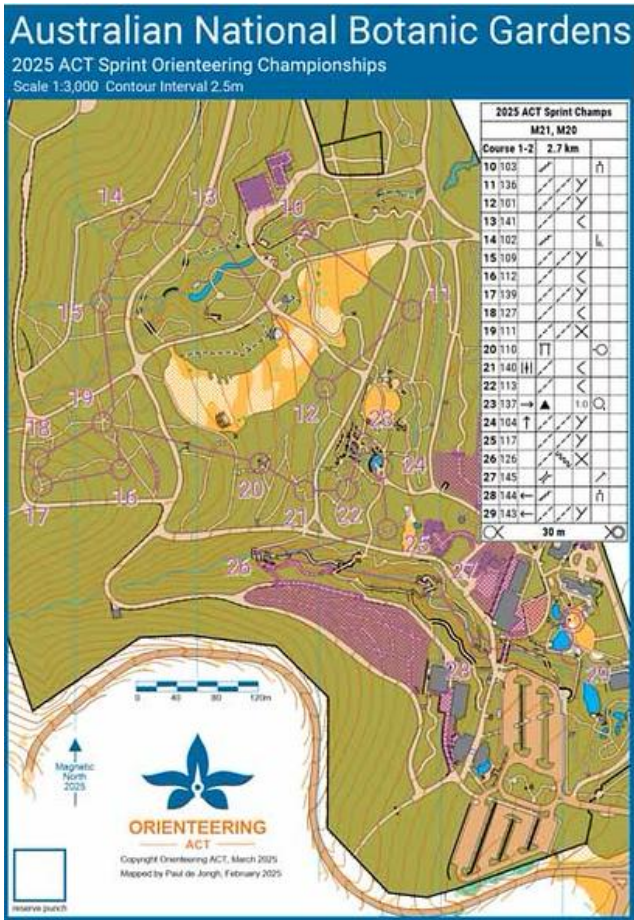 Australian National Botanic Gardens
2025 ACT Sprint Orienteering Championships
Scale 1:3,000 Contour Interval 2.5m
2025 ACT Sprint Champs
M21, M20
Course 1-2 2.7 km
10 103
11 136
12 101
13 141
14 102
15 109
16 112
17 139
18 127
19 111
20 110
21 140
22 113
23 137 1.0
24 104
25 117
26 126
27 145
28 144
29 143
30 m
14
13
10
15
11
12
19
23
18
24
20
16
17
21
22
25
26
27
28
29
0 40 80 120m
Magnetic
North
2025
ORIENTEERING
ACT
Copyright Orienteering ACT, March 2025
Mapped by Paul de Jongh, February 2025
reserve punch